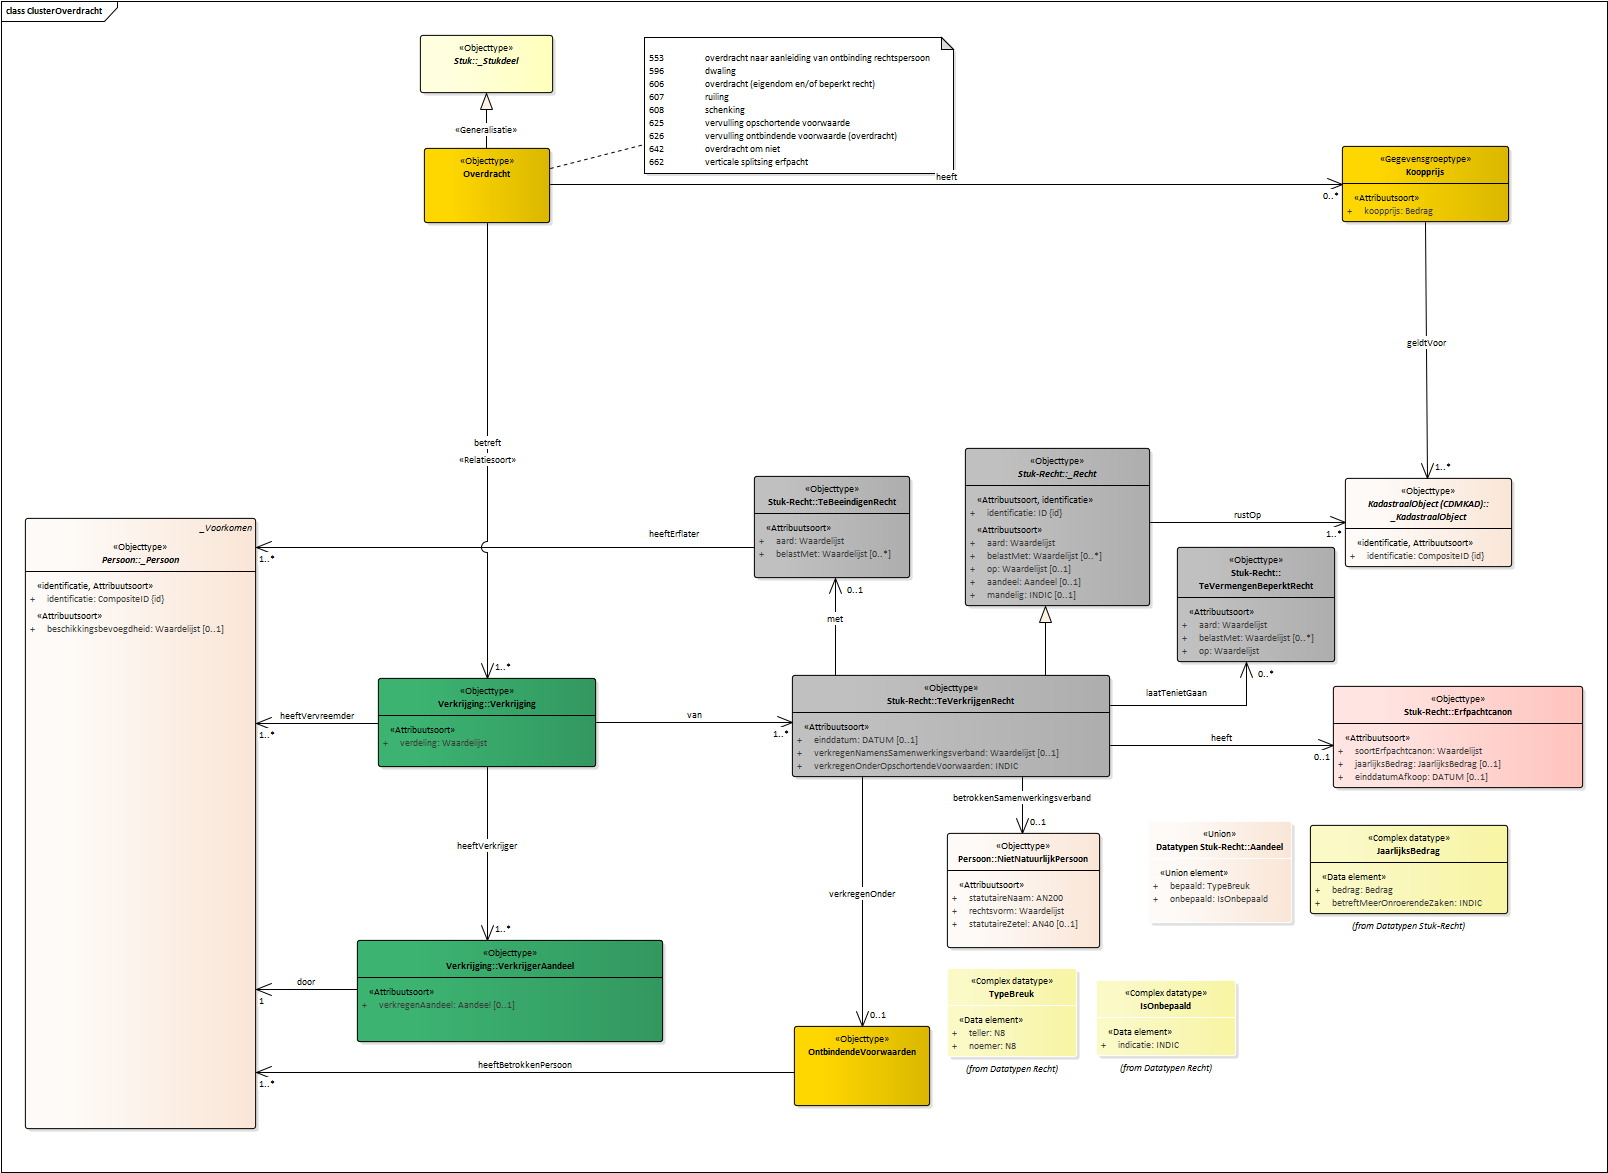 class ClusterOverdracht
«Objecttype»
Stuk::_Stukdeel
«Generalisatie»
«Objecttype»
Overdracht
553 overdracht naar aanleiding van ontbinding rechtspersoon
596 dwaling
606 overdracht (eigendom en/of beperkt recht)
607 ruiling
608 schenking
625 vervulling opschortende voorwaarde
626 vervulling ontbindende voorwaarde (overdracht)
642 overdracht om niet
662 verticale splitsing erfpacht
heeft
0..*
«Gegevensgroeptype»
Koopprijs
«Attribuutsoort»
+ koopprijs: Bedrag
geldtVoor
1..*
betreft
«Relatiesoort»
1..*
«Objecttype»
KadastraalObject (CDMKAD)::
_KadastraalObject
«identificatie, Attribuutsoort»
+ identificatie: CompositeID {id}
«Objecttype»
Stuk-Recht::_Recht
«Attribuutsoort, identificatie»
+ identificatie: ID {id}
«Attribuutsoort»
+ aard: Waardelijst
+ belastMet: Waardelijst [0..*]
+ op: Waardelijst [0..1]
+ aandeel: Aandeel [0..1]
+ mandelig: INDIC [0..1]
rustOp
1..*
«Objecttype»
Stuk-Recht::TeBeeindigenRecht
«Attribuutsoort»
+ aard: Waardelijst
+ belastMet: Waardelijst [0..*]
heeftErflater
1..*
0..1
met
_Voorkomen
«Objecttype»
Persoon::_Persoon
«identificatie, Attribuutsoort»
+ identificatie: CompositeID {id}
«Attribuutsoort»
+ beschikkingsbevoegdheid: Waardelijst [0..1]
«Objecttype»
Stuk-Recht::
TeVermengenBeperktRecht
«Attribuutsoort»
+ aard: Waardelijst
+ belastMet: Waardelijst [0..*]
+ op: Waardelijst
laatTenietGaan
0..*
«Objecttype»
Verkrijging::Verkrijging
«Attribuutsoort»
+ verdeling: Waardelijst
heeftVervreemder
1..*
van
1..*
«Objecttype»
Stuk-Recht::TeVerkrijgenRecht
«Attribuutsoort»
+ einddatum: DATUM [0..1]
+ verkregenNamensSamenwerkingsverband: Waardelijst [0..1]
+ verkregenOnderOpschortendeVoorwaarden: INDIC
heeft
0..1
«Objecttype»
Stuk-Recht::Erfpachtcanon
«Attribuutsoort»
+ soortErfpachtcanon: Waardelijst
+ jaarlijksBedrag: JaarlijksBedrag [0..1]
+ einddatumAfkoop: DATUM [0..1]
betrokkenSamenwerkingsverband
0..1
«Objecttype»
Persoon::NietNatuurlijkPersoon
«Attribuutsoort»
+ statutaireNaam: AN200
+ rechtsvorm: Waardelijst
+ statutaireZetel: AN40 [0..1]
«Union»
Datatypen Stuk-Recht::Aandeel
«Union element»
+ bepaald: TypeBreuk
+ onbepaald: IsOnbepaald
«Complex datatype»
JaarlijksBedrag
«Data element»
+ bedrag: Bedrag
+ betreftMeerOnroerendeZaken: INDIC
(from Datatypen Stuk-Recht)
heeftVerkrijger
1..*
verkregenOnder
0..1
«Objecttype»
Verkrijging::VerkrijgerAandeel
«Attribuutsoort»
+ verkregenAandeel: Aandeel [0..1]
door
1
«Complex datatype»
TypeBreuk
«Data element»
+ teller: N8
+ noemer: N8
(from Datatypen Recht)
«Complex datatype»
IsOnbepaald
«Data element»
+ indicatie: INDIC
(from Datatypen Recht)
«Objecttype»
OntbindendeVoorwaarden
heeftBetrokkenPersoon
1..*